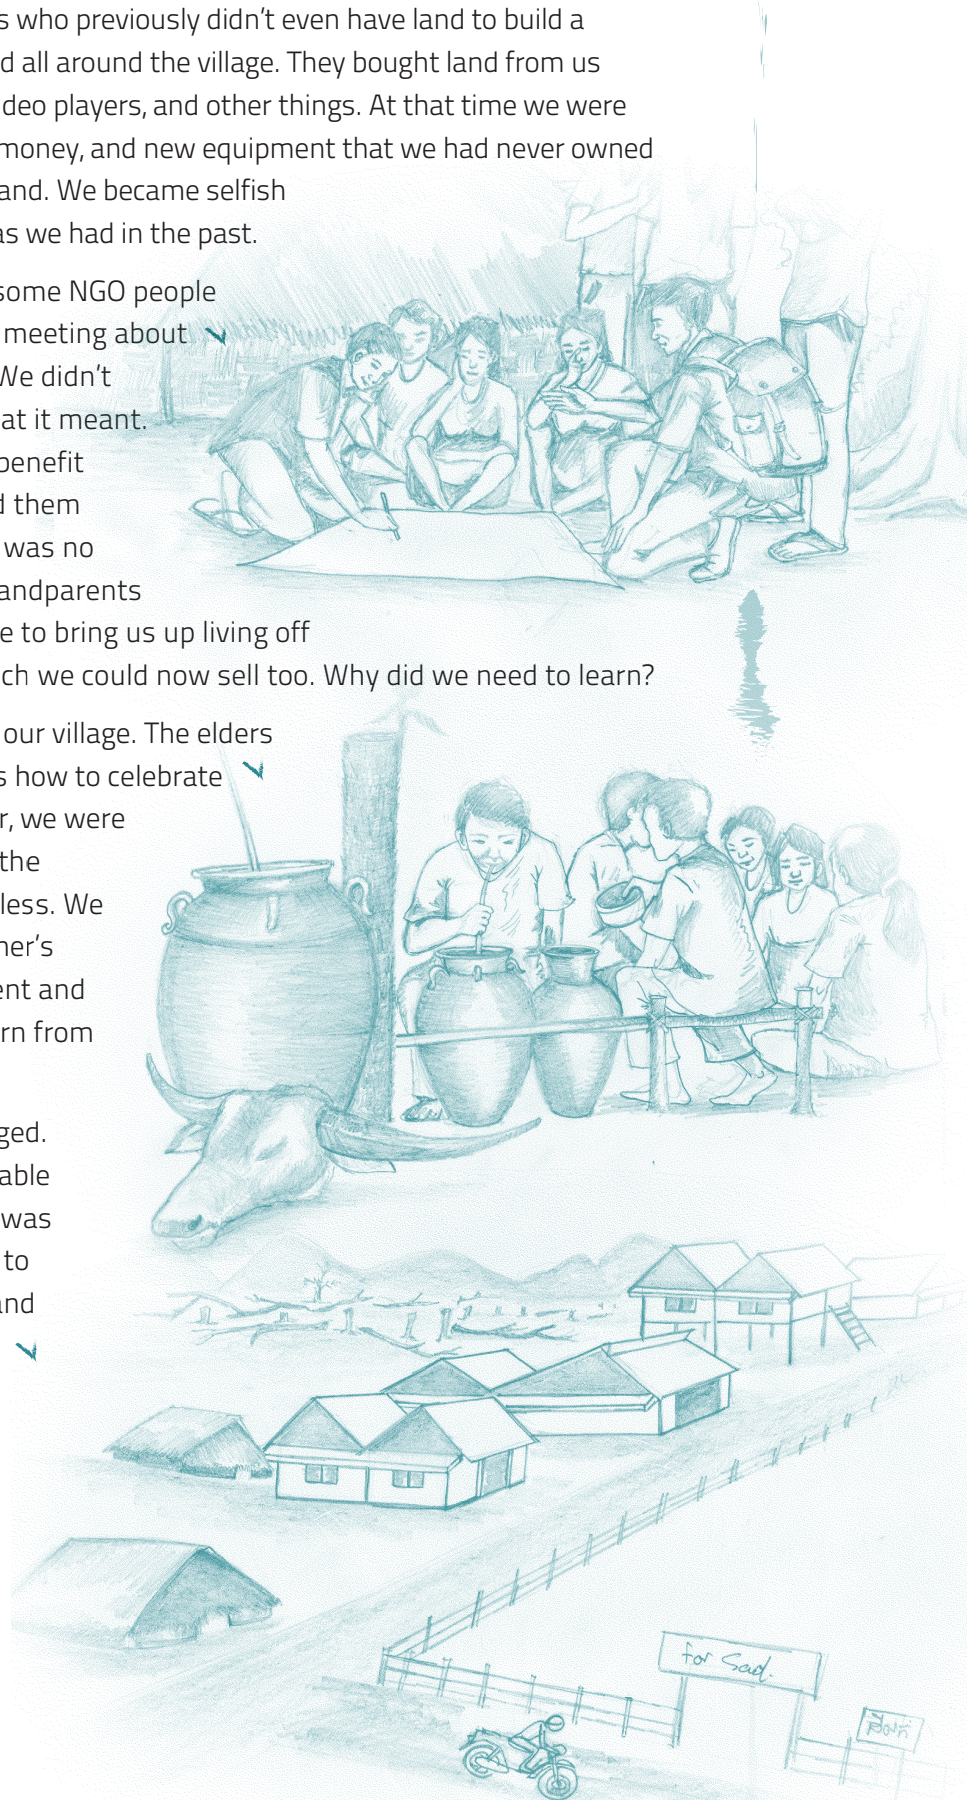 s who previously didn’t even have land to build a
d all around the village. They bought land from us
deo players, and other things. At that time we were
money, and new equipment that we had never owned
and. We became selfish
as we had in the past.
some NGO people
meeting about
We didn’t
at it meant.
benefit
d them
was no
andparents
e to bring us up living off
ch we could now sell too. Why did we need to learn?
our village. The elders
s how to celebrate
r, we were
the
less. We
ner’s
ent and
rn from
ged.
able
was
to
and
for Sad.